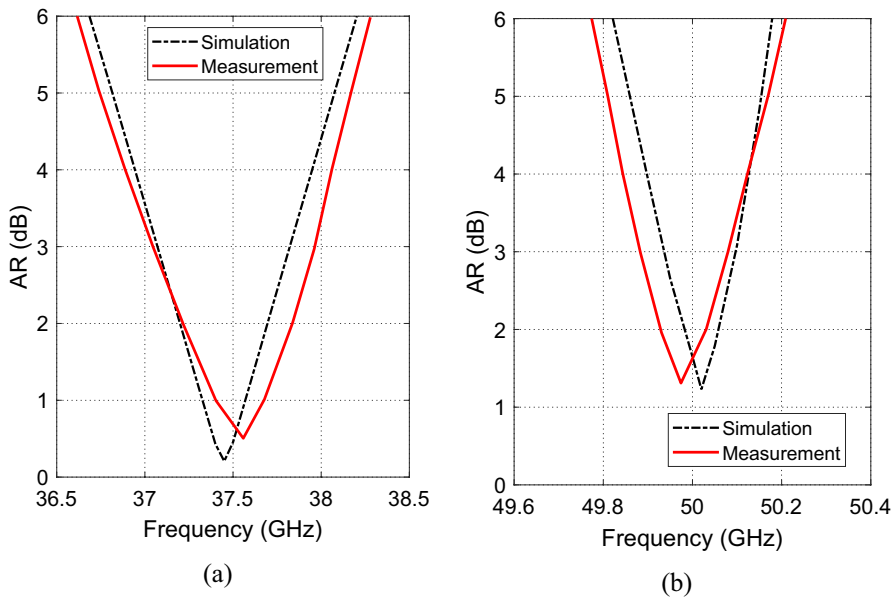 6
5
4
3
2
1
0
AR (dB)
Simulation
Measurement
36.5
37
37.5
38
38.5
Frequency (GHz)
(a)
6
5
4
3
2
1
0
AR (dB)
Simulation
Measurement
49.6
49.8
50
50.2
50.4
Frequency (GHz)
(b)